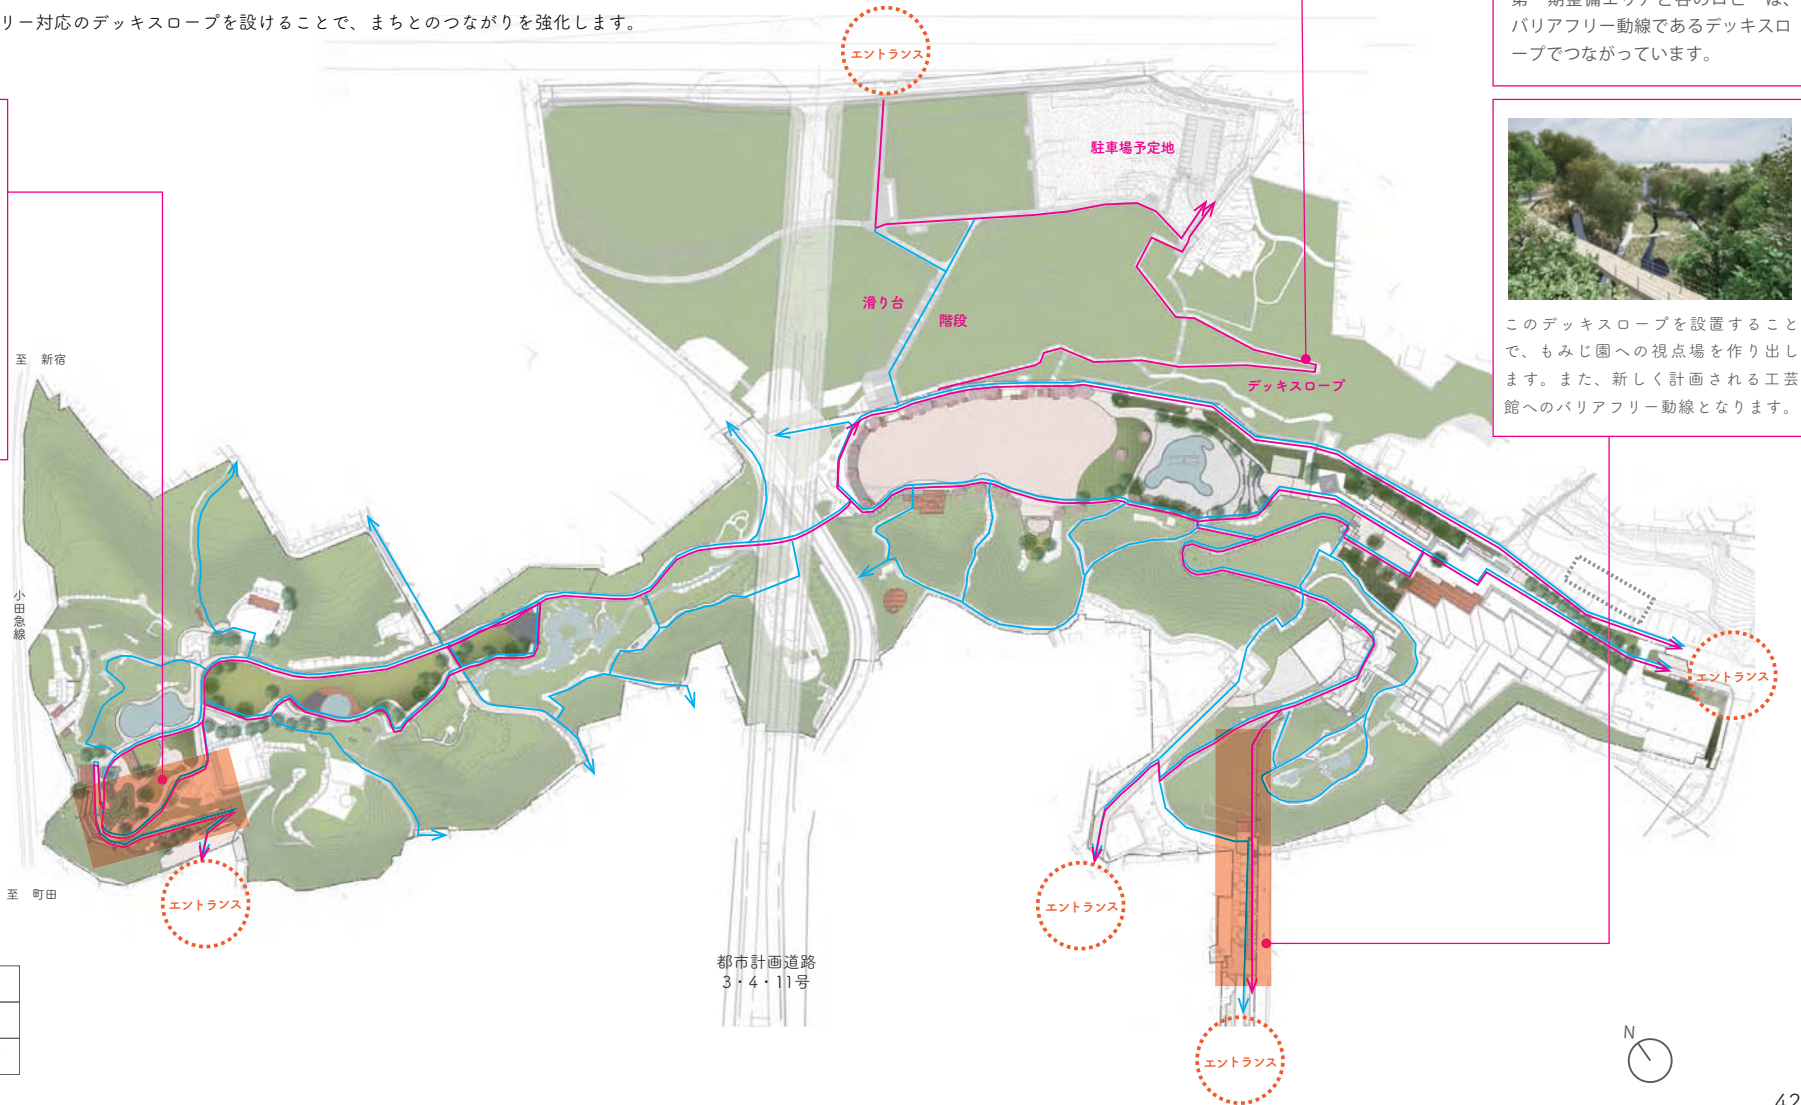 リー対応のデッキスロープを設けることで、まちとのつながりを強化します。
バリアフリー動線であるデッキスロ
ープでつながっています。
エントランス
駐車場予定地
滑り台
階段
デッキスロープ
このデッキスロープを設置すること
で、もみじ園への視点場を作り出し
ます。また、新しく計画される工芸
館へのバリアフリー動線となります。
至 新宿
小田急線
至 町田
エントランス
エントランス
エントランス
エントランス
都市計画道路
3・4・11号
N
42